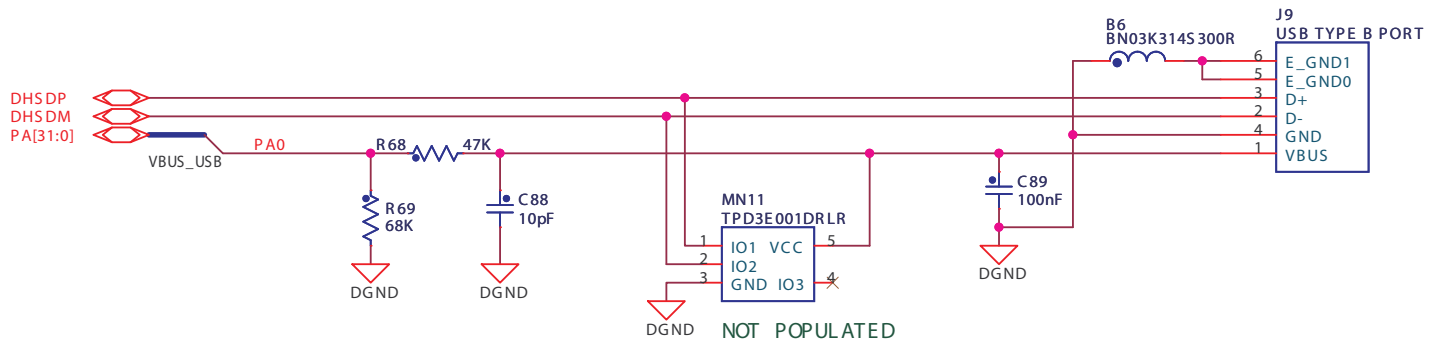 J9
USB TYPE B PORT
B6
BN03K314S300R
6 E_GND1
5 E_GND0
DHSDP 3 D+
DHSDM 2 D-
PA[31:0] 4 GND
VBUS_USB PA0 R68 47K 1 VBUS
R69
68K
C88
10pF
C89
100nF
MN11
TPD3E001DRLR
1 IO1 VCC 5
2 IO2
3 GND IO3 4
DGND
DGND
DGND
DGND
NOT POPULATED